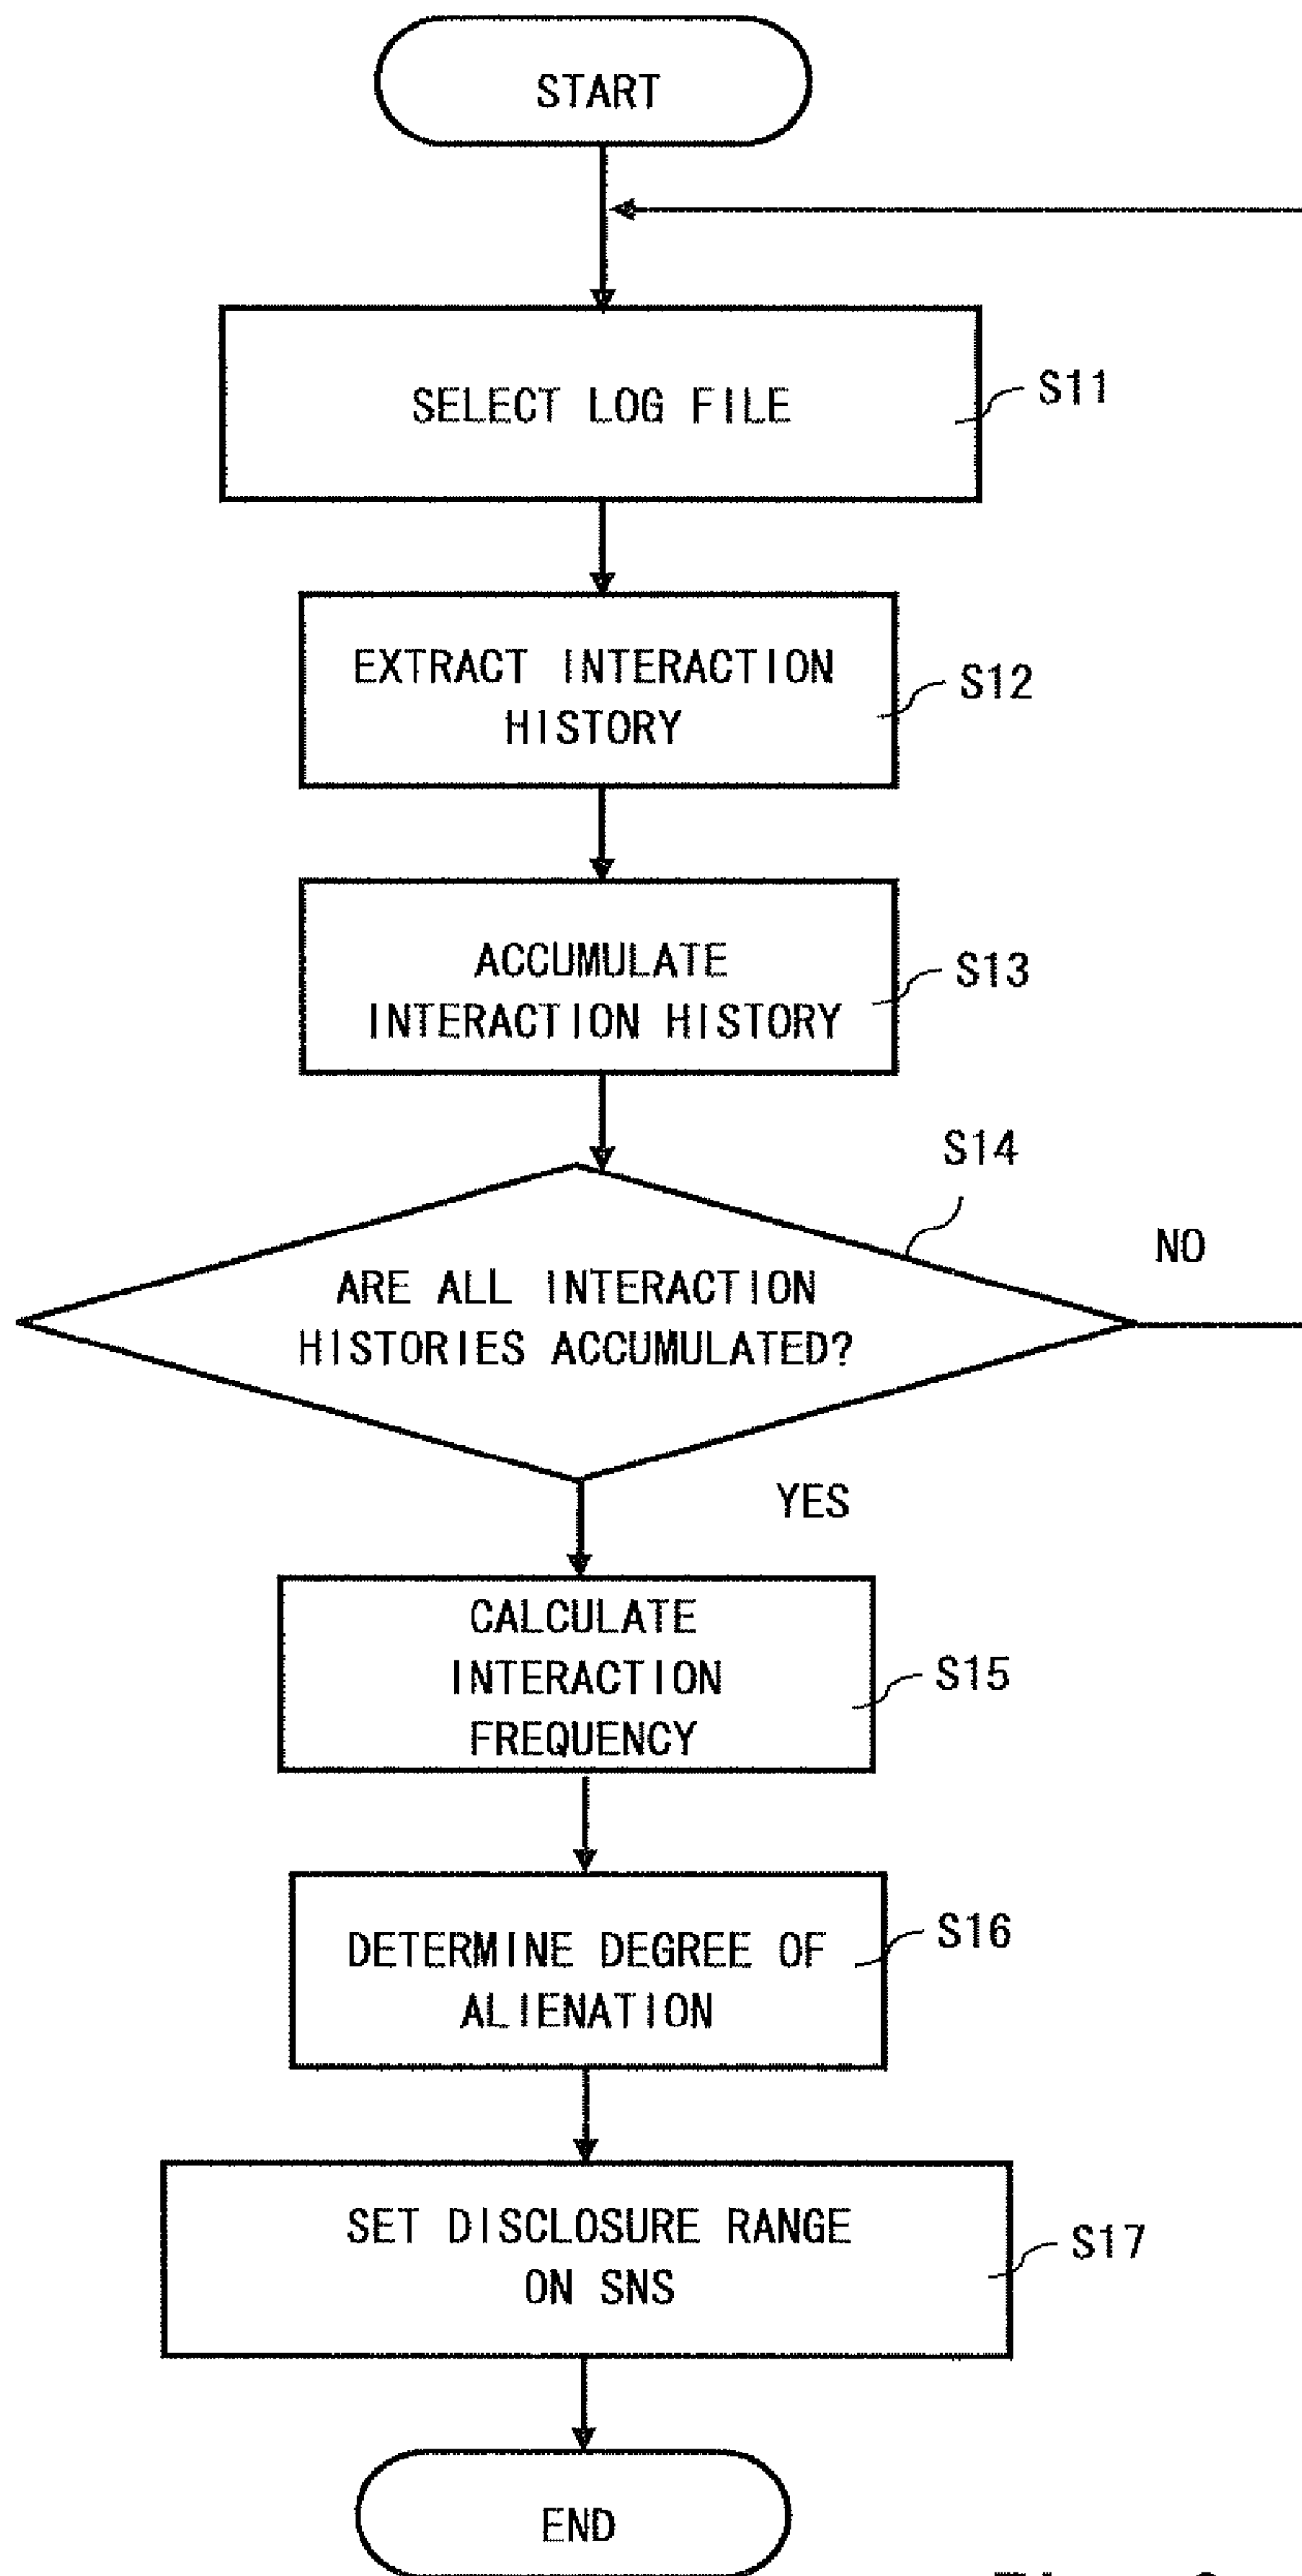 START
SELECT LOG FILE
S11
EXTRACT INTERACTION
HISTORY
S12
ACCUMULATE
INTERACTION HISTORY
S13
S14
ARE ALL INTERACTION
HISTORIES ACCUMULATED?
NO
YES
CALCULATE
INTERACTION
FREQUENCY
S15
DETERMINE DEGREE OF
ALIENATION
S16
SET DISCLOSURE RANGE
ON SNS
S17
END